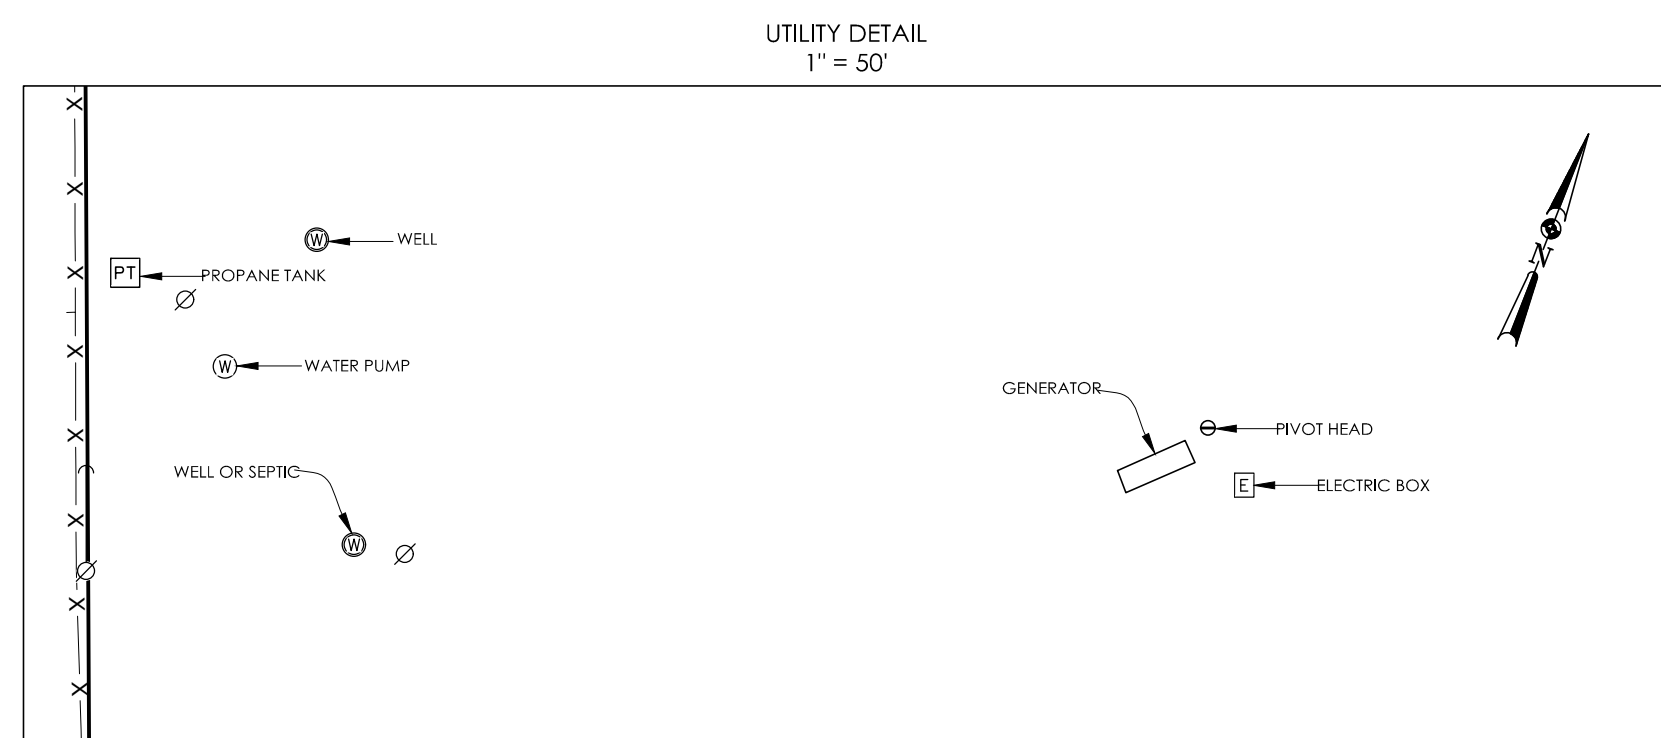 UTILITY DETAIL
1" = 50'
X
X
W WELL
PT PROPANE TANK
X
N
X
W WATER PUMP
GENERATOR
PIVOT HEAD
X
WELL OR SEPTIC
E ELECTRIC BOX
X
W
X
X